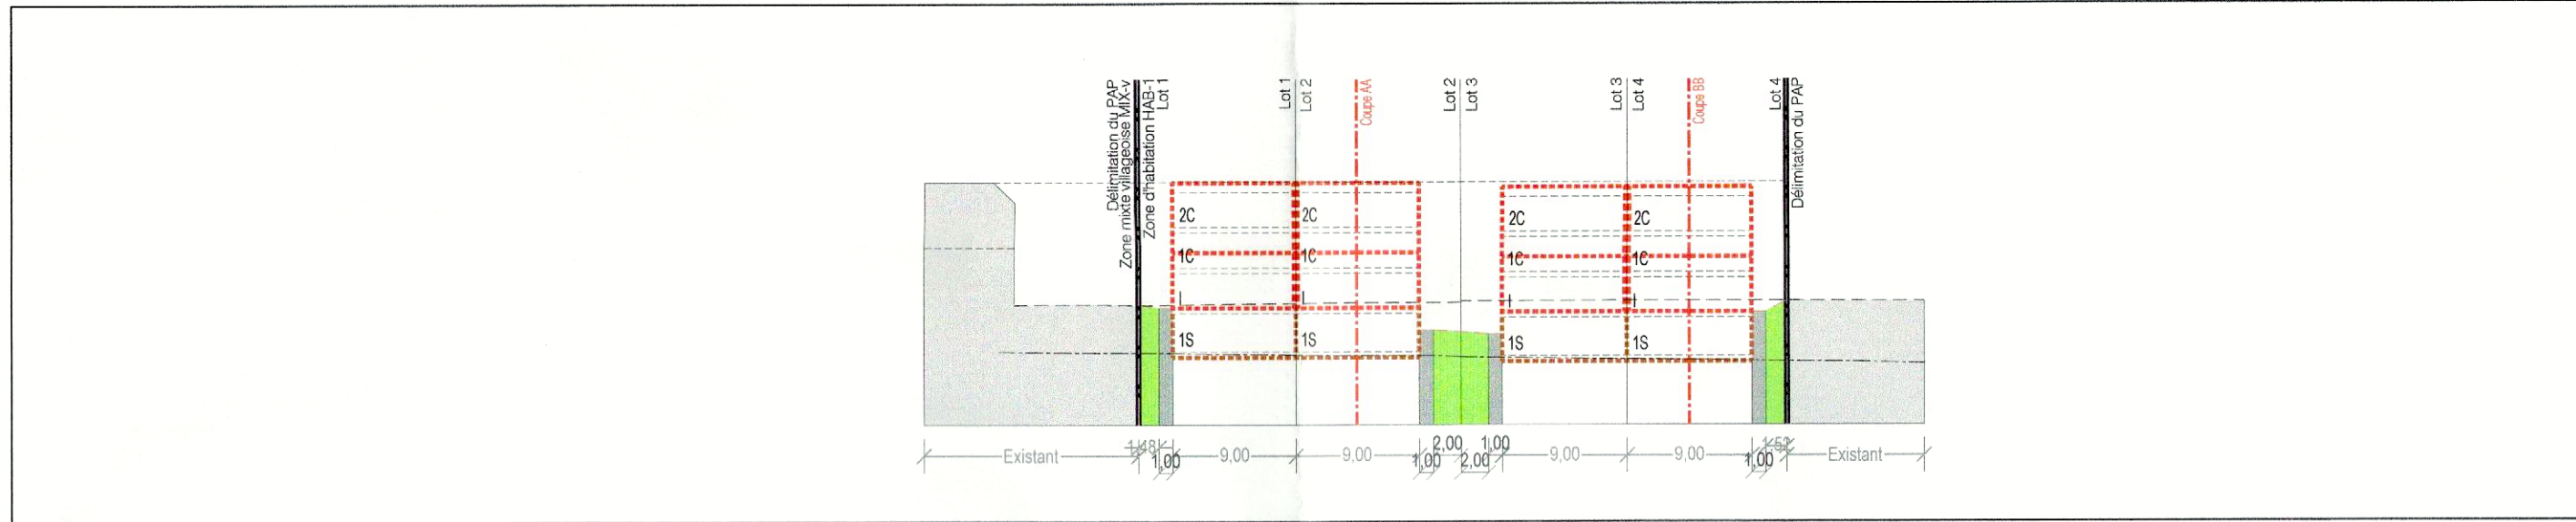 Délimitation du PAP
Zone mixte villageoise MIX-v
Zone d'habitation HAB-1
Lot 1
Lot 1
Lot 2
Coupe AA
Lot 2
Lot 3
Lot 3
Lot 4
Coupe BB
Lot 4
Délimitation du PAP
2C
2C
2C
2C
1C
1C
1C
1C
I
I
I
I
1S
1S
1S
1S
Existant
1,48
1,00
9,00
9,00
1,00
2,00
2,00
1,00
9,00
9,00
1,00
Existant